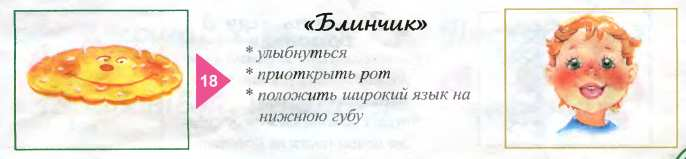 «Блинчик»
18
* улыбнуться
* приоткрыть рот
* положить широкий язык на
нижнюю губу